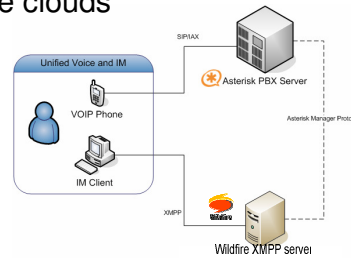 e clouds
SIP/IAX
Unified Voice and IM
Asterisk PBX Server
VOIP Phone
Asterisk Manager Proto
IM Client
XMPP
Wildfire
Wildfire XMPP server